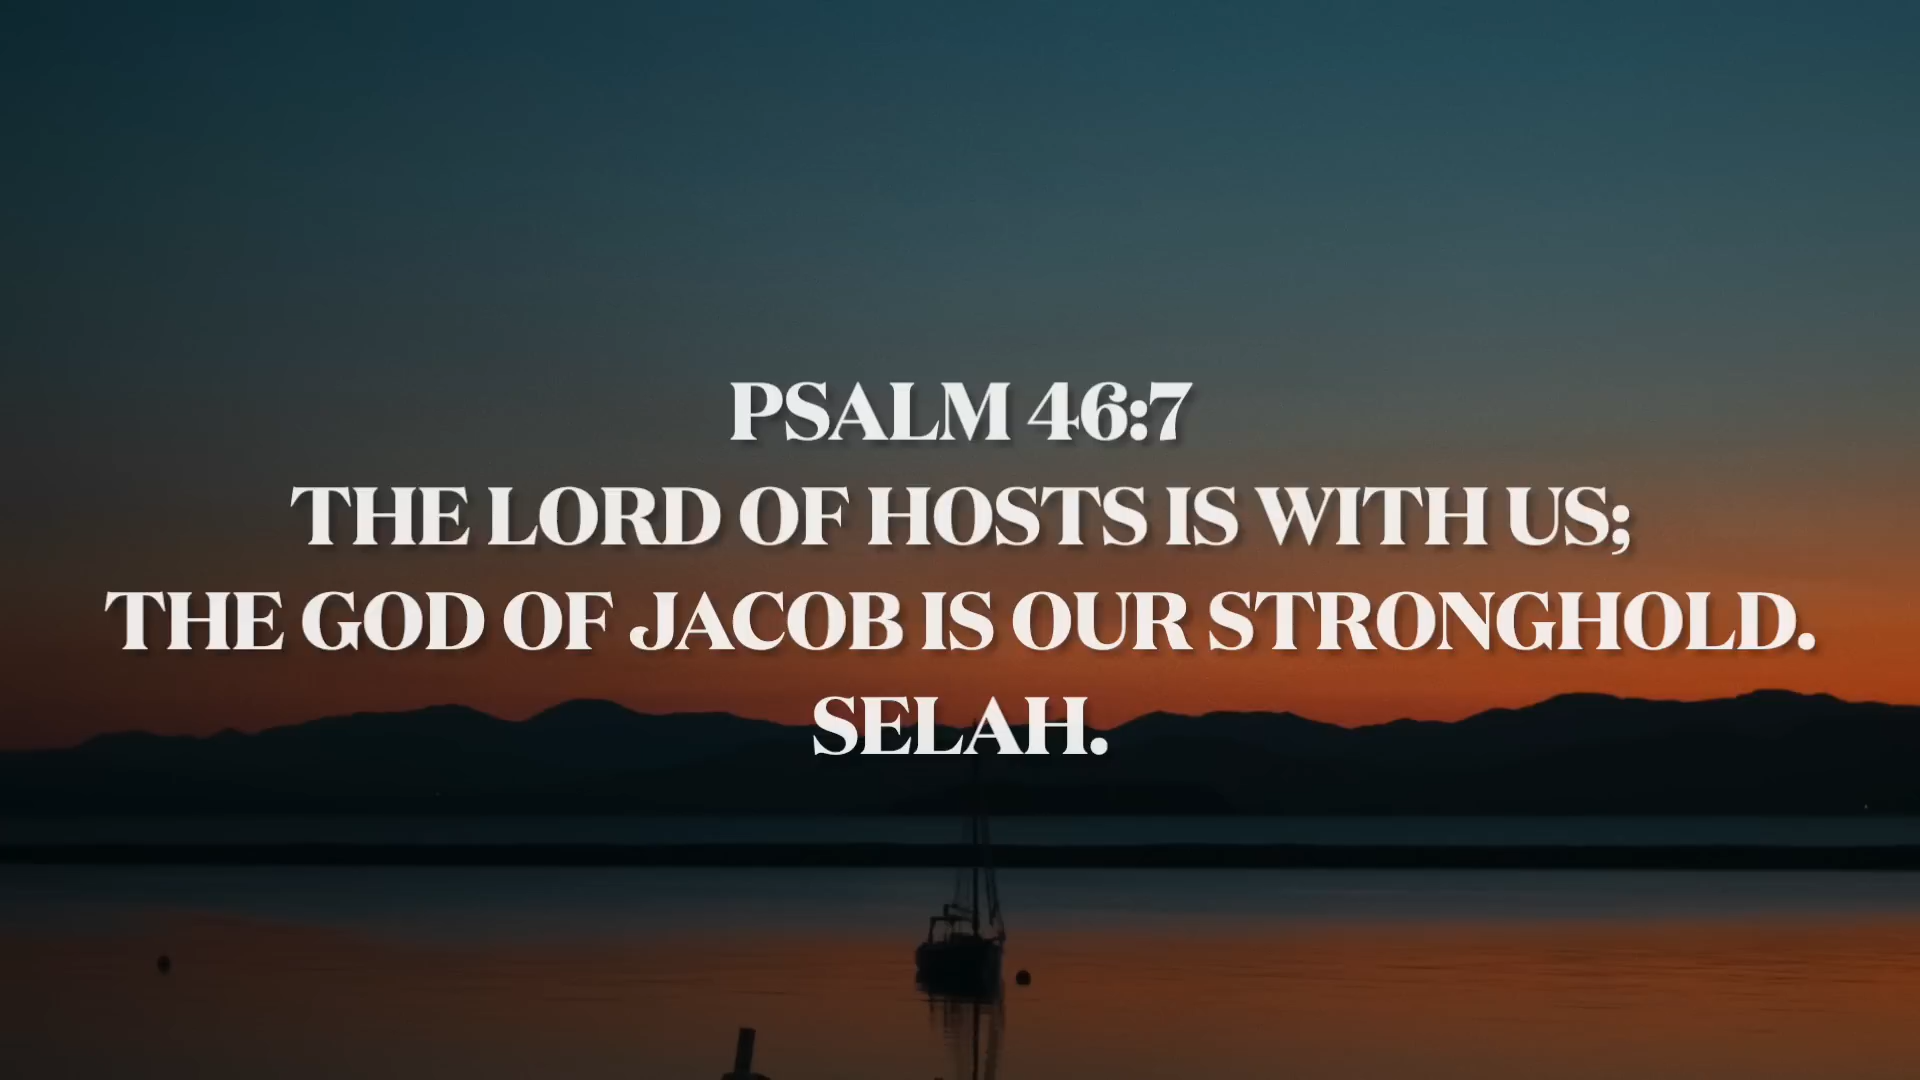 PSALM 46:7
THE LORD OF HOSTS IS WITH US;
THE GOD OF JACOB IS OUR STRONGHOLD.
SELAH.